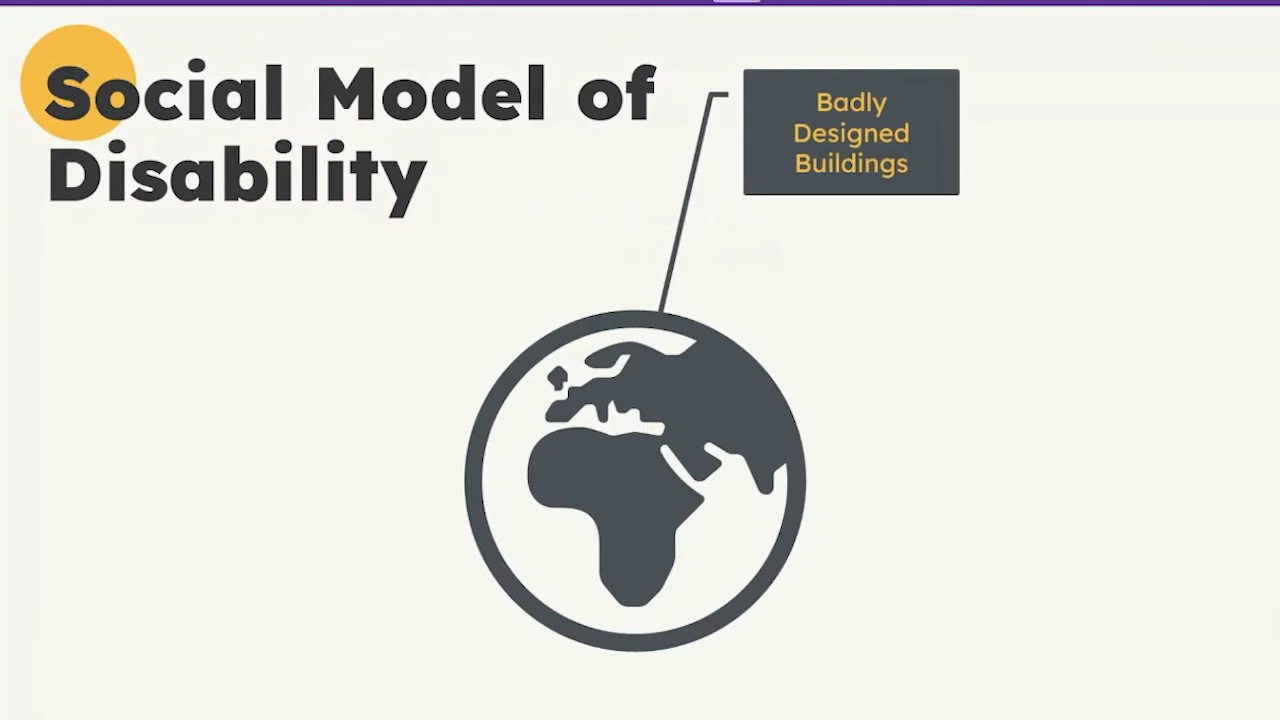 Social Model of
Disability
Badly
Designed
Buildings